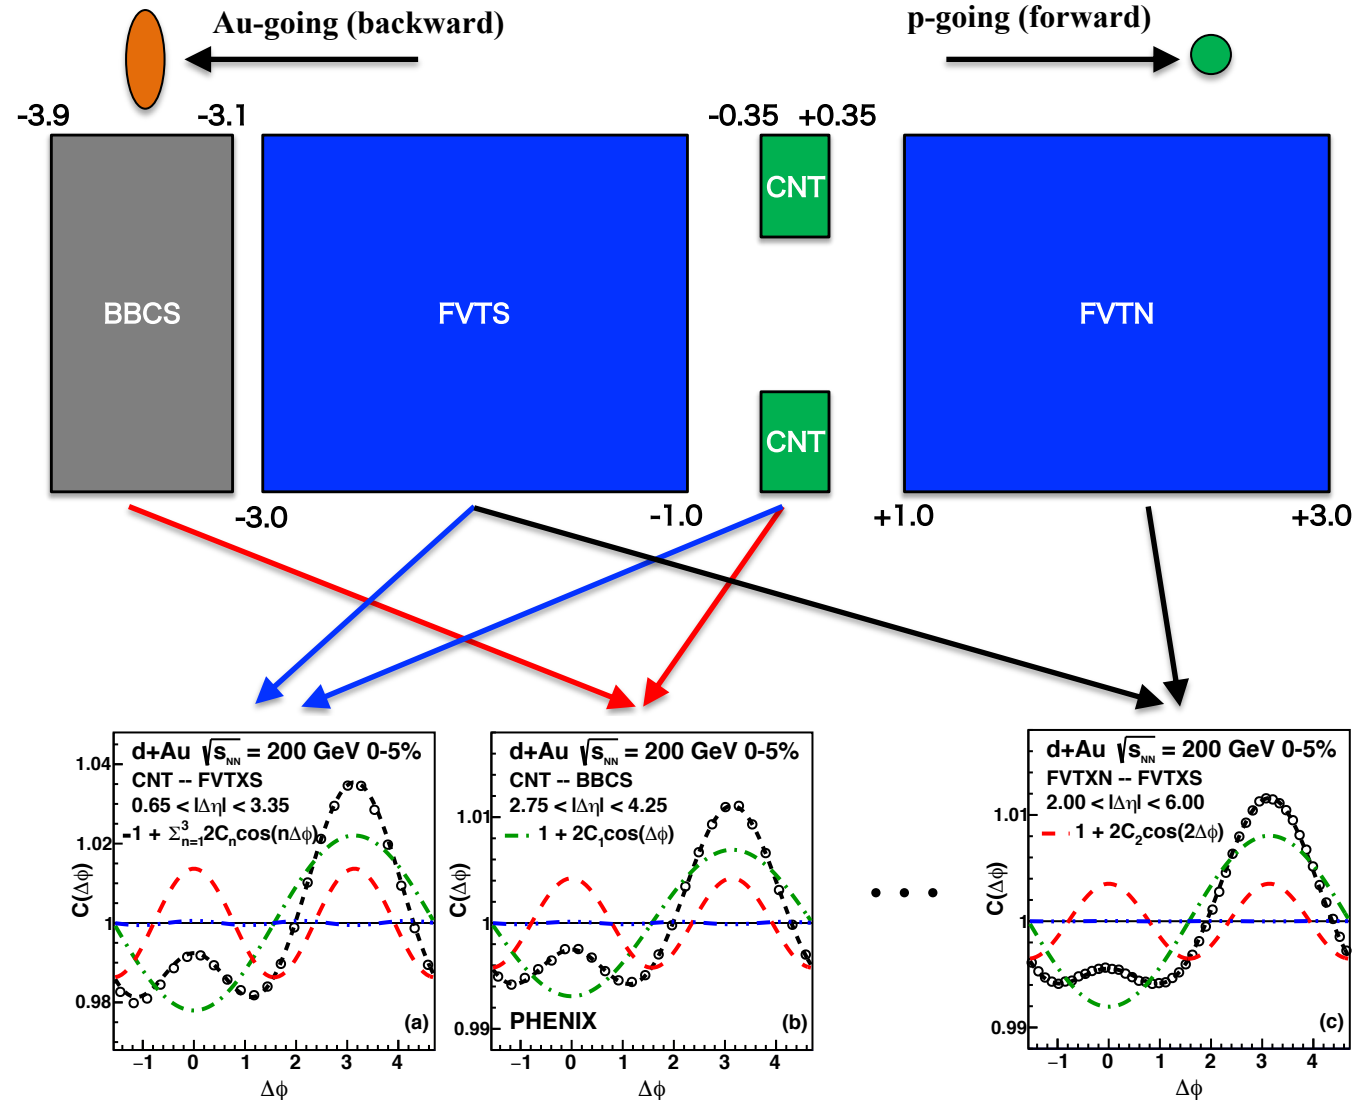 Au-going (backward)
p-going (forward)
-3.9
-3.1
-0.35
+0.35
BBCS
FVTS
CNT
CNT
FVTN
-3.0
-1.0
+1.0
+3.0
d+Au √sNN = 200 GeV 0-5%
CNT -- FVTXS
0.65 < |Δη| < 3.35
1 + Σ³n=1 2Cncos(nΔϕ)
C(Δϕ)
1.04
1.02
1
0.98
(a)
−1 0 1 2 3 4
Δϕ
d+Au √sNN = 200 GeV 0-5%
CNT -- BBCS
2.75 < |Δη| < 4.25
1 + 2C1cos(Δϕ)
C(Δϕ)
1.01
1
0.99
PHENIX
(b)
−1 0 1 2 3 4
Δϕ
d+Au √sNN = 200 GeV 0-5%
FVTXN -- FVTXS
2.00 < |Δη| < 6.00
1 + 2C2cos(2Δϕ)
C(Δϕ)
1.01
1
0.99
(c)
−1 0 1 2 3 4
Δϕ